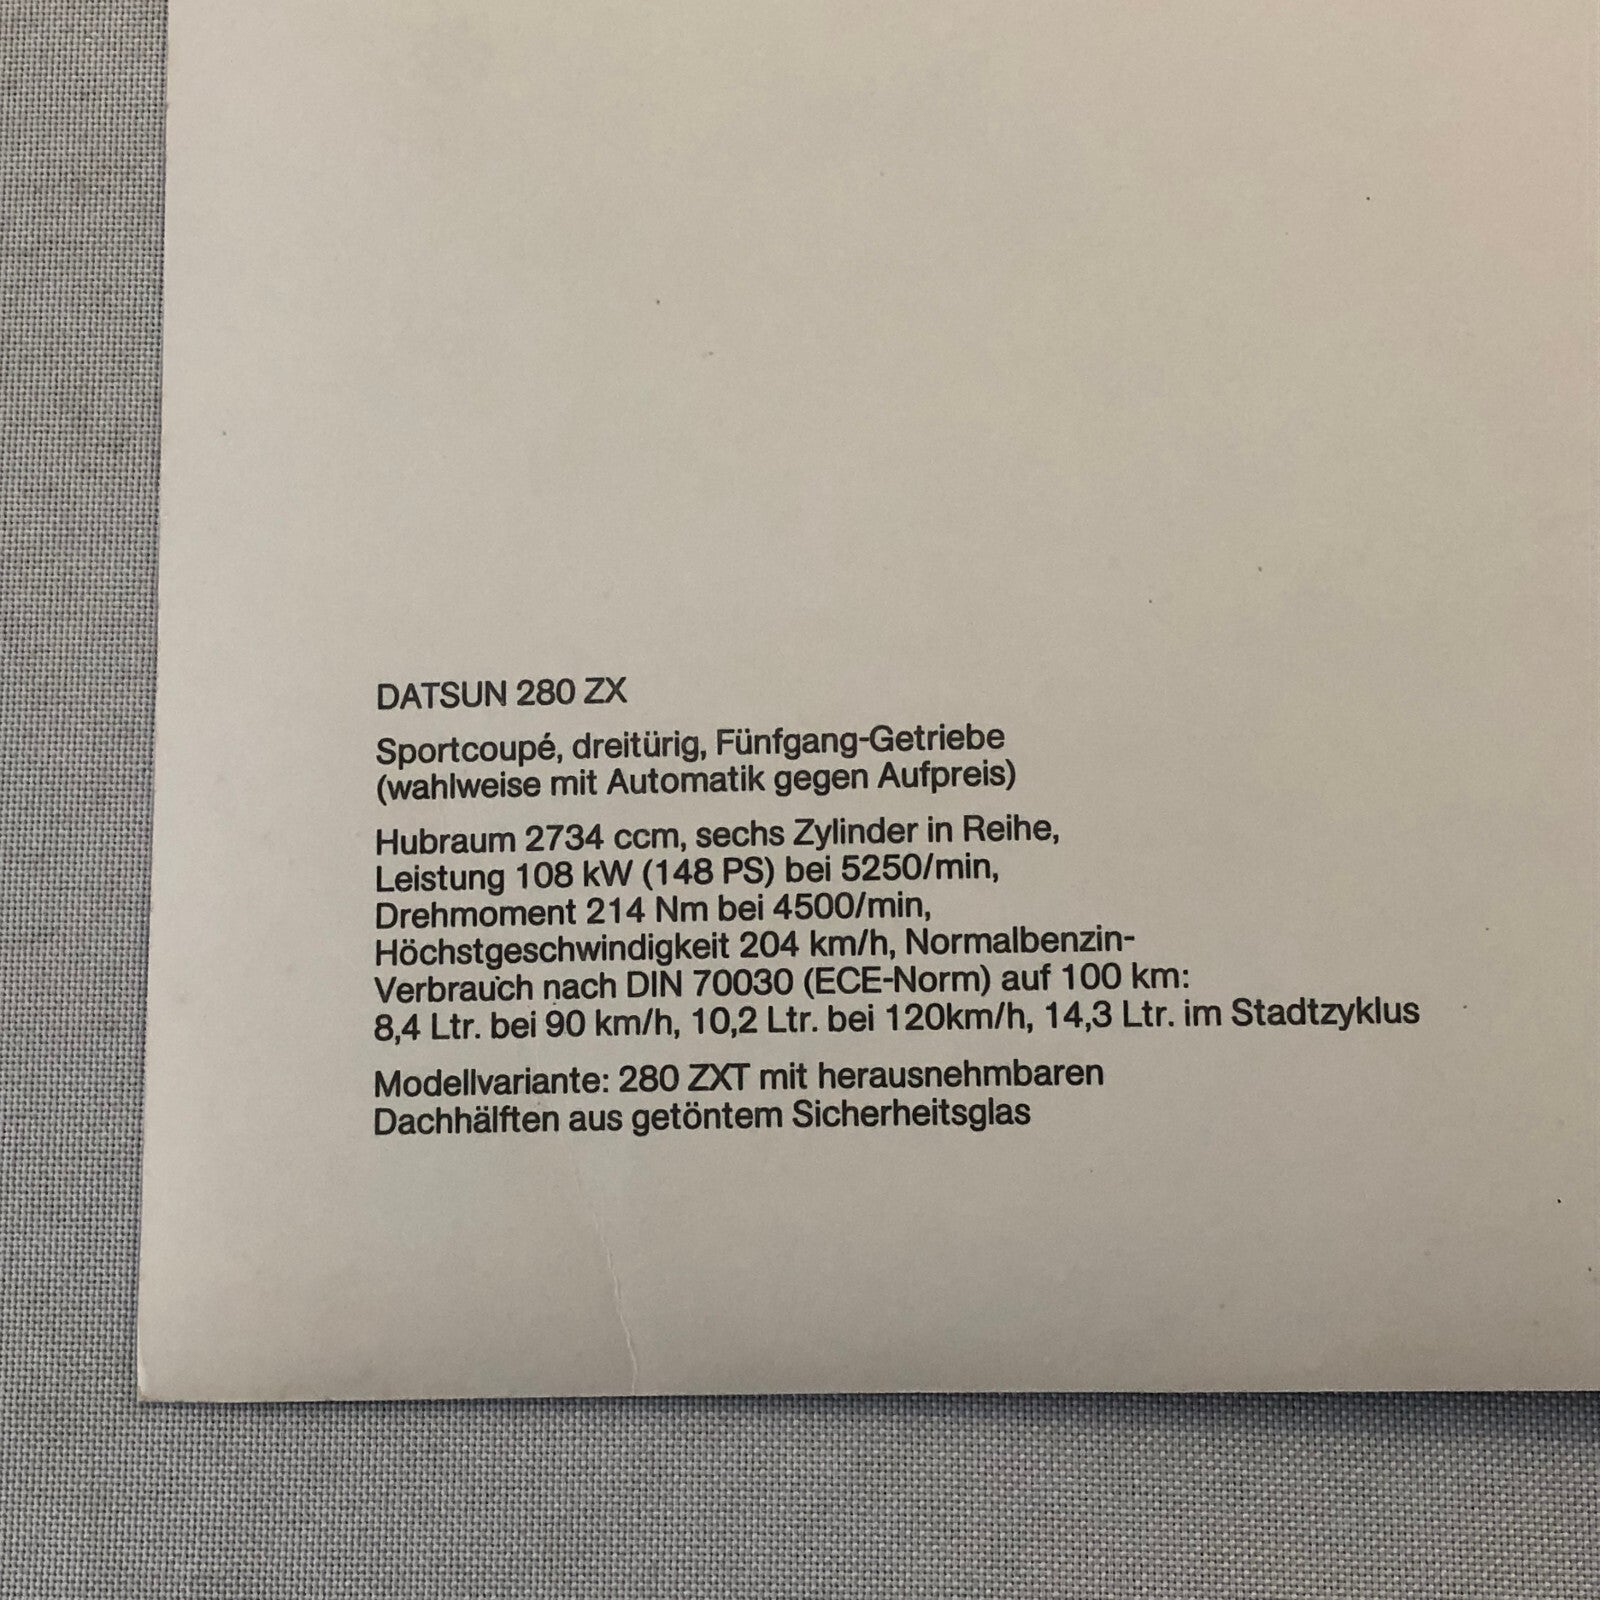 DATSUN 280 ZX
Sportcoupé, dreitürig, Fünfgang-Getriebe
(wahlweise mit Automatik gegen Aufpreis)
Hubraum 2734 ccm, sechs Zylinder in Reihe,
Leistung 108 kW (148 PS) bei 5250/min,
Drehmoment 214 Nm bei 4500/min,
Höchstgeschwindigkeit 204 km/h, Normalbenzin-
Verbrauch nach DIN 70030 (ECE-Norm) auf 100 km:
8,4 Ltr. bei 90 km/h, 10,2 Ltr. bei 120km/h, 14,3 Ltr. im Stadtzyklus
Modellvariante: 280 ZXT mit herausnehmbaren
Dachhälften aus getöntem Sicherheitsglas